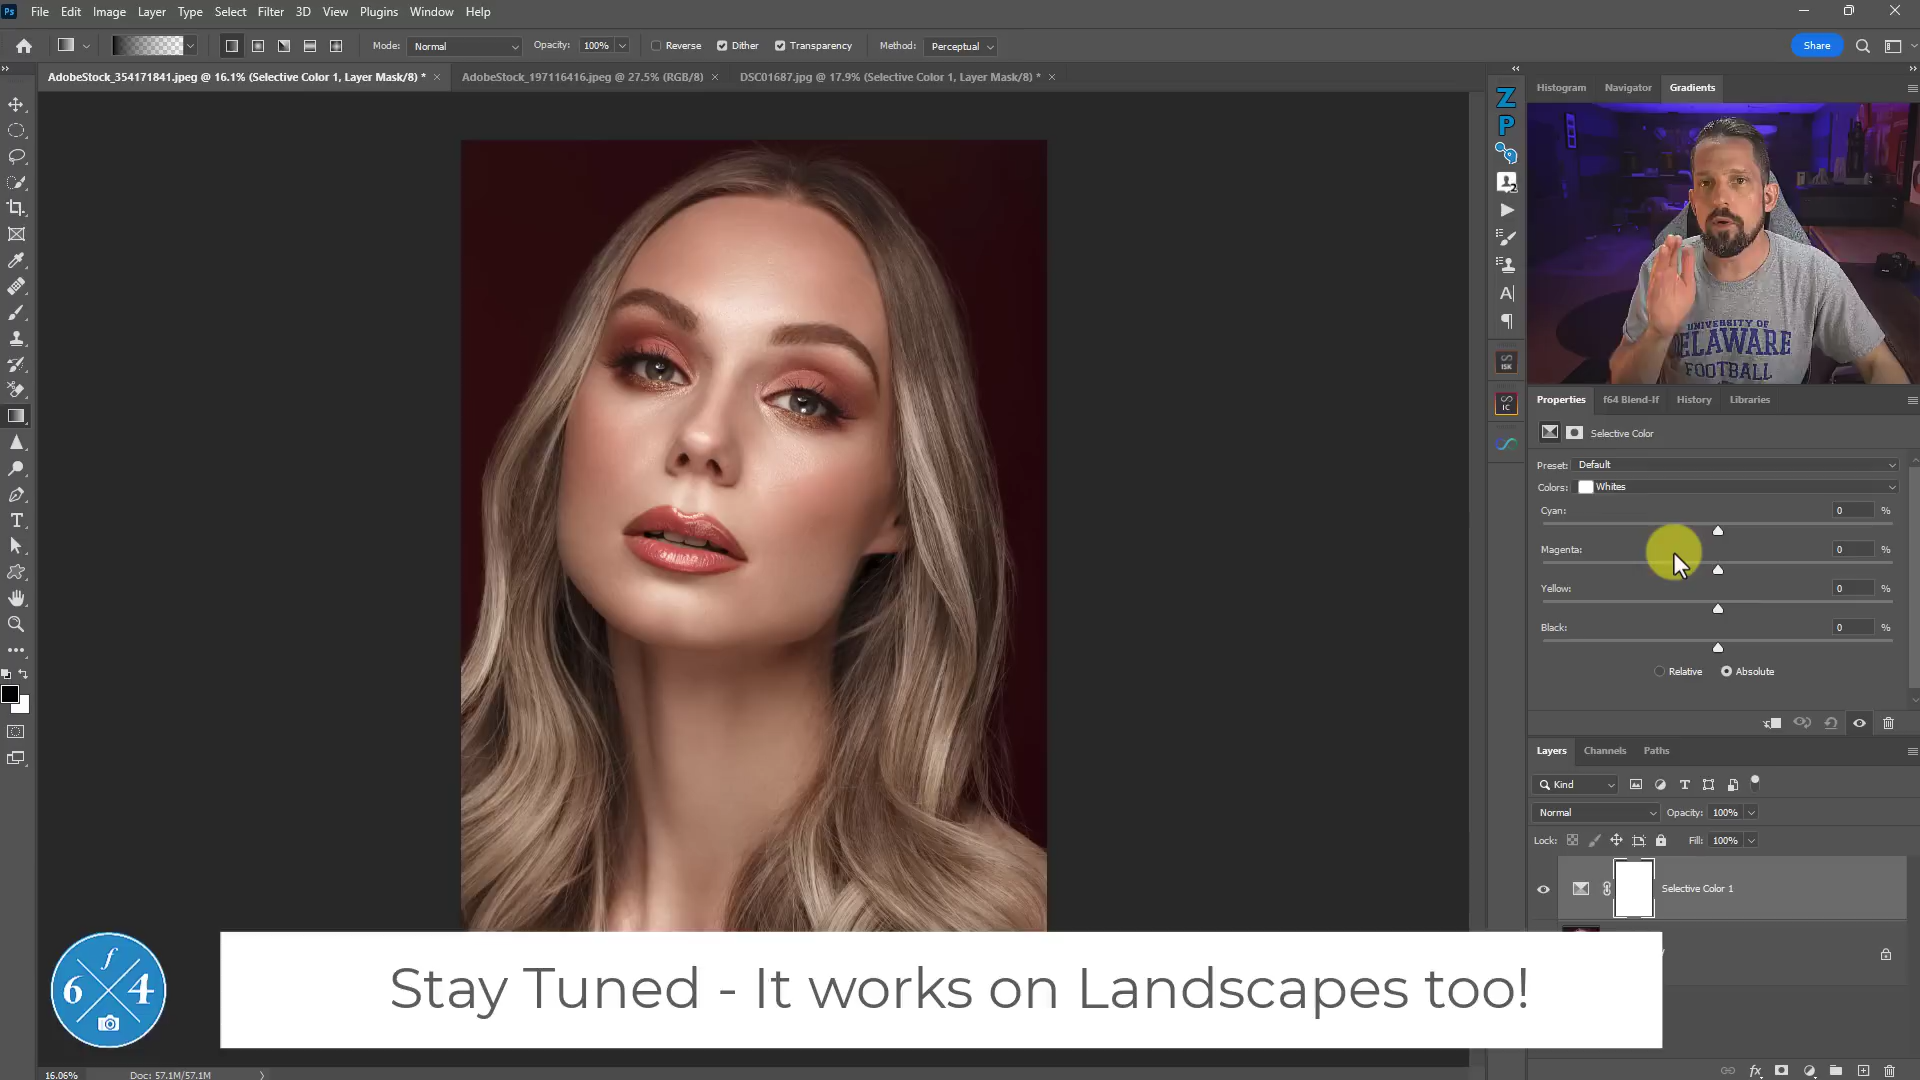 Ps File Edit Image Layer Type Select Filter 3D View Plugins Window Help
Mode: Normal Opacity: 100% Reverse Dither Transparency Method: Perceptual Share
AdobeStock_354171841.jpeg @ 16.1% (Selective Color 1, Layer Mask/8) * × AdobeStock_197116416.jpeg @ 27.5% (RGB/8) × DSC01687.jpg @ 17.9% (Selective Color 1, Layer Mask/8) * ×
Histogram Navigator Gradients
UNIVERSITY OF
DELAWARE
FOOTBALL
Properties f64 Blend-If History Libraries
Selective Color
Preset: Default
Colors: Whites
Cyan: 0 %
Magenta: 0 %
Yellow: 0 %
Black: 0 %
Relative Absolute
Layers Channels Paths
Kind
Normal Opacity: 100%
Lock: Fill: 100%
Selective Color 1
f
6 4
Stay Tuned - It works on Landscapes too!
16.06% Doc: 57.1M/57.1M